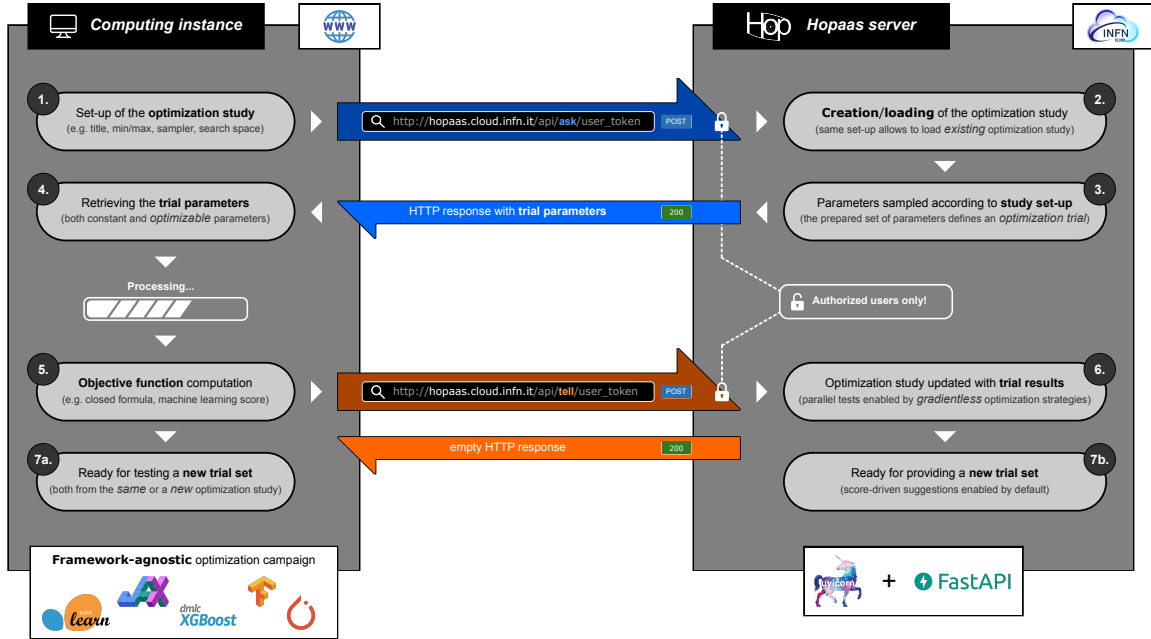 Computing instance
WWW
Hop
Hopaas server
INFN
CLOUD
1.
Set-up of the optimization study
(e.g. title, min/max, sampler, search space)
http://hopaas.cloud.infn.it/api/ask/user_token
POST
2.
Creation/loading of the optimization study
(same set-up allows to load existing optimization study)
4.
Retrieving the trial parameters
(both constant and optimizable parameters)
HTTP response with trial parameters
200
3.
Parameters sampled according to study set-up
(the prepared set of parameters defines an optimization trial)
Processing...
Authorized users only!
5.
Objective function computation
(e.g. closed formula, machine learning score)
http://hopaas.cloud.infn.it/api/tell/user_token
POST
6.
Optimization study updated with trial results
(parallel tests enabled by gradientless optimization strategies)
empty HTTP response
200
7a.
Ready for testing a new trial set
(both from the same or a new optimization study)
7b.
Ready for providing a new trial set
(score-driven suggestions enabled by default)
Framework-agnostic optimization campaign
scikit
learn
JAX
dmlc
XGBoost
uvicorn
+
FastAPI